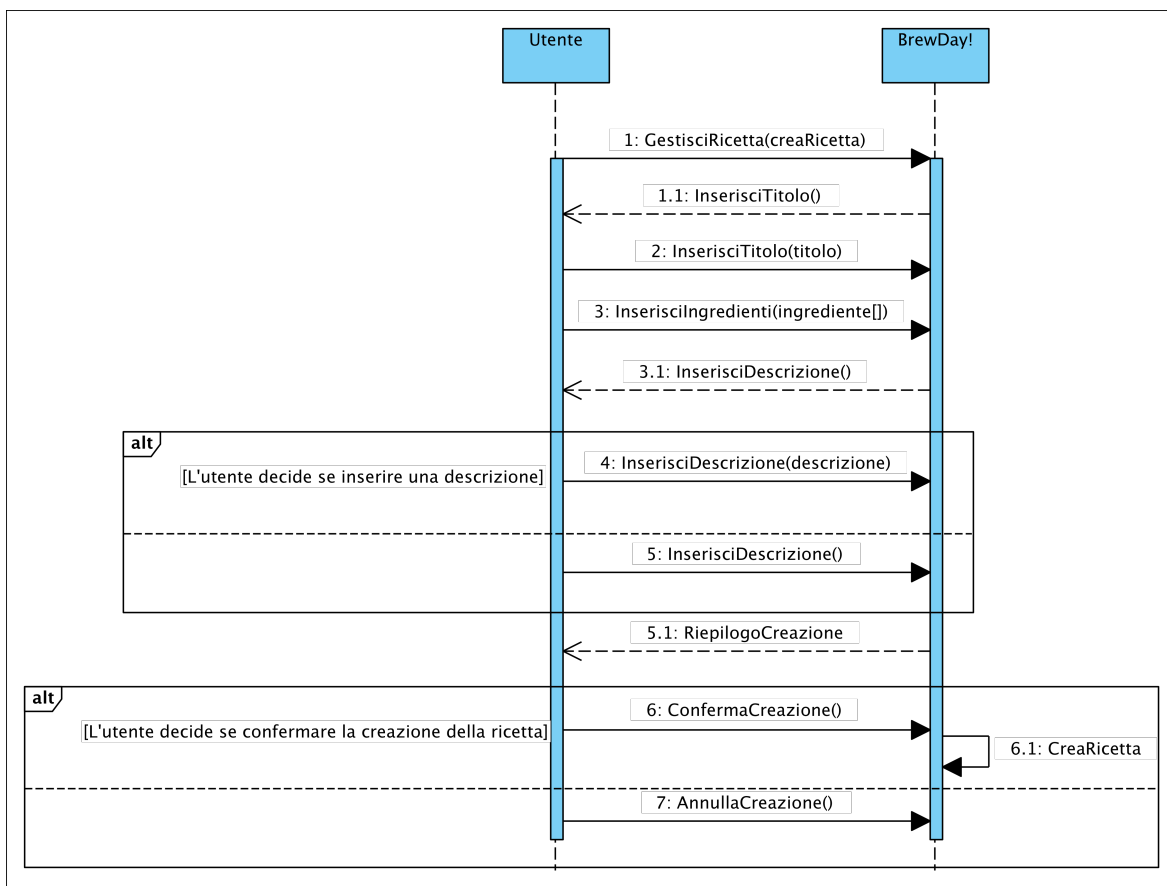 Utente
BrewDay!
1: GestisciRicetta(creaRicetta)
1.1: InserisciTitolo()
2: InserisciTitolo(titolo)
3: InserisciIngredienti(ingrediente[])
3.1: InserisciDescrizione()
alt
4: InserisciDescrizione(descrizione)
[L'utente decide se inserire una descrizione]
5: InserisciDescrizione()
5.1: RiepilogoCreazione
alt
6: ConfermaCreazione()
[L'utente decide se confermare la creazione della ricetta]
6.1: CreaRicetta
7: AnnullaCreazione()